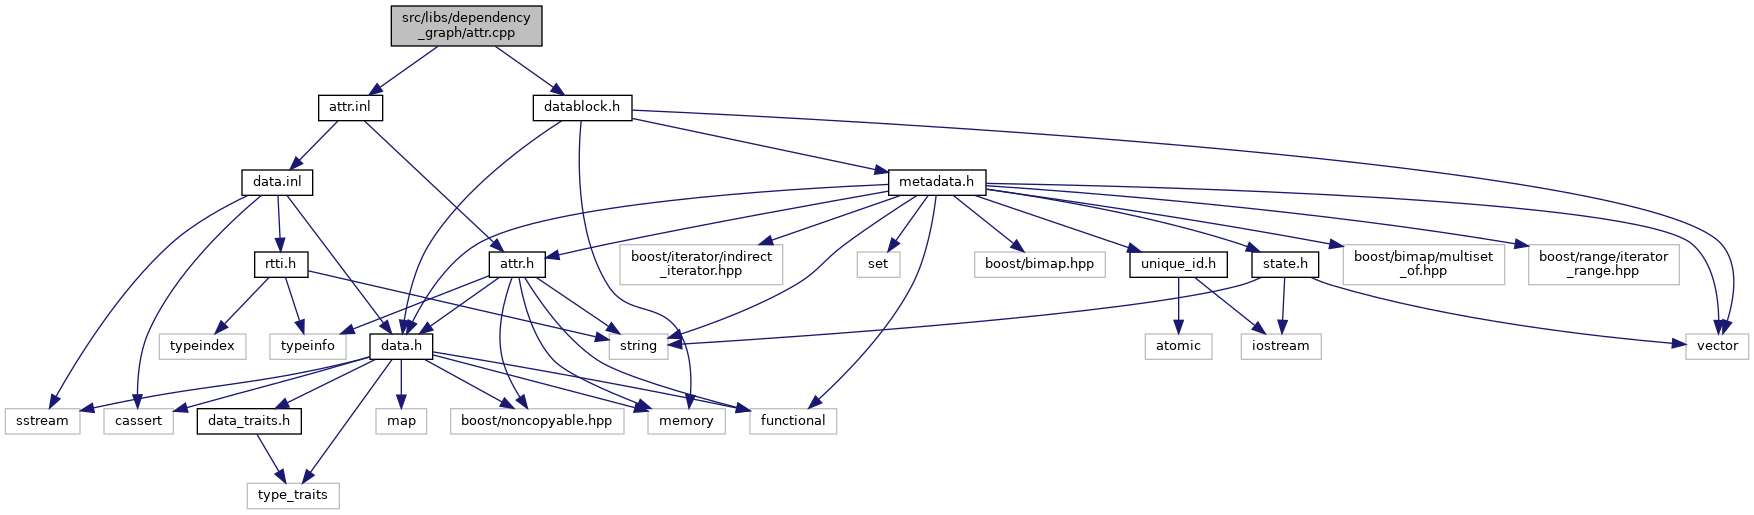 src/libs/dependency
_graph/attr.cpp
attr.inl
datablock.h
data.inl
metadata.h
rtti.h
attr.h
boost/iterator/indirect
_iterator.hpp
set
boost/bimap.hpp
unique_id.h
state.h
boost/bimap/multiset
_of.hpp
boost/range/iterator
_range.hpp
typeindex
typeinfo
data.h
string
atomic
iostream
vector
sstream
cassert
data_traits.h
map
boost/noncopyable.hpp
memory
functional
type_traits